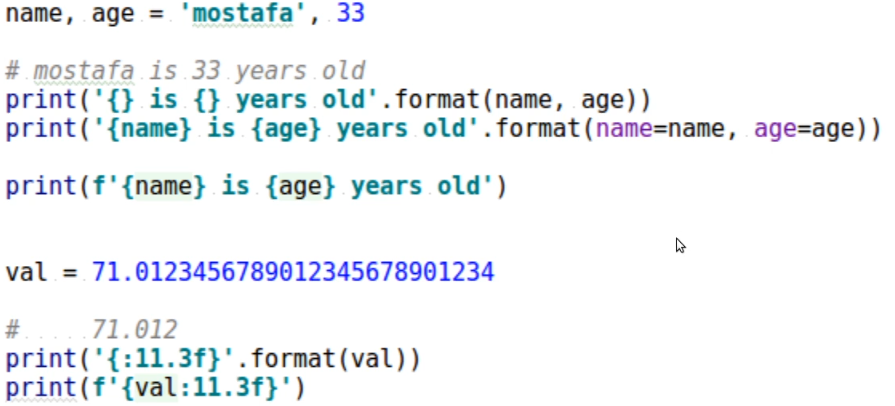 name, age = 'mostafa', 33
# mostafa is 33 years old
print('{} is {} years old'.format(name, age))
print('{name} is {age} years old'.format(name=name, age=age))
print(f'{name} is {age} years old')
val = 71.0123456789012345678901234
#     71.012
print('{:11.3f}'.format(val))
print(f'{val:11.3f}')